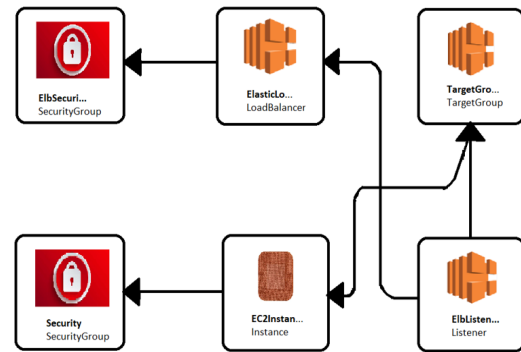 ElbSecuri...
SecurityGroup
ElasticLo...
LoadBalancer
TargetGro...
TargetGroup
Security
SecurityGroup
EC2Instan...
Instance
ElbListen...
Listener